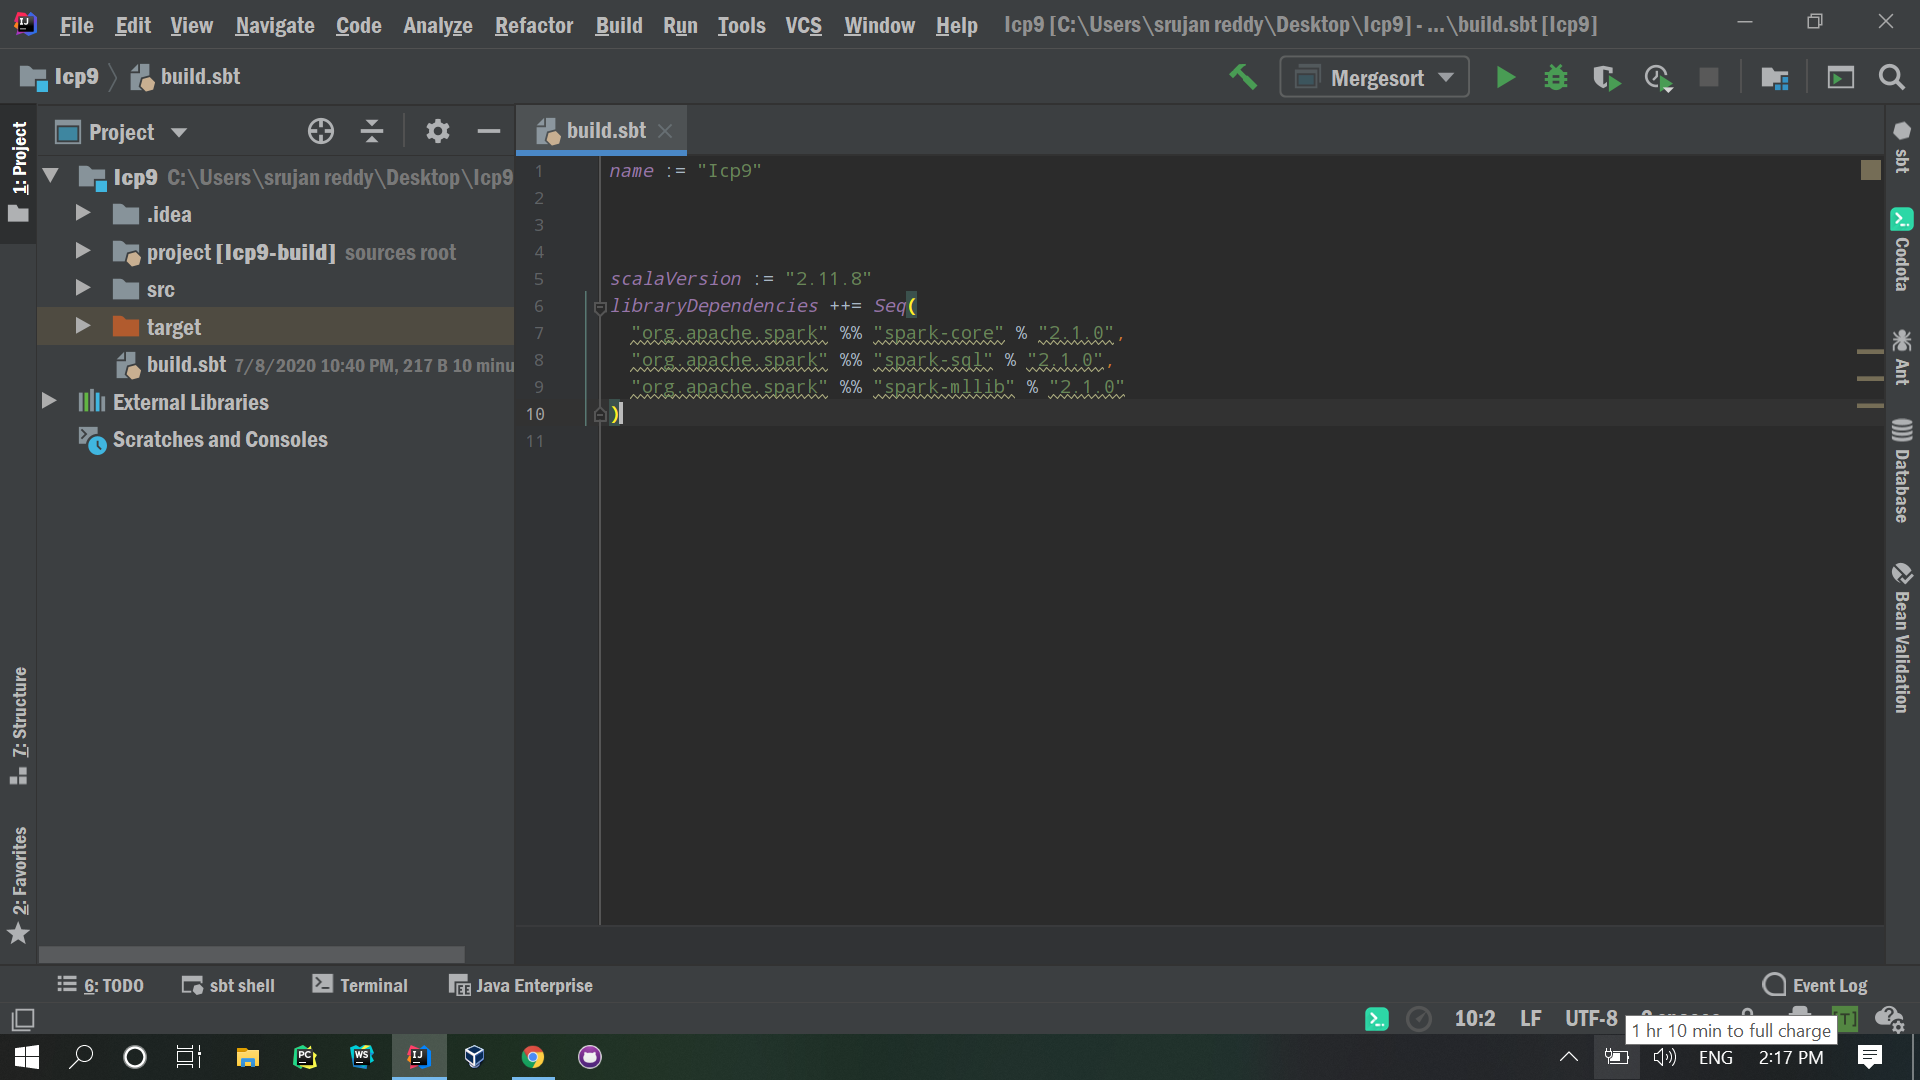 File Edit View Navigate Code Analyze Refactor Build Run Tools VCS Window Help Icp9 [C:\Users\srujan reddy\Desktop\Icp9] - ...\build.sbt [Icp9]
Icp9 build.sbt
Mergesort
1: Project
Project
build.sbt
Icp9 C:\Users\srujan reddy\Desktop\Icp9
.idea
project [Icp9-build] sources root
src
target
build.sbt 7/8/2020 10:40 PM, 217 B 10 minu
External Libraries
Scratches and Consoles
1 name := "Icp9"
2
3
4
5 scalaVersion := "2.11.8"
6 libraryDependencies ++= Seq(
7 "org.apache.spark" %% "spark-core" % "2.1.0",
8 "org.apache.spark" %% "spark-sql" % "2.1.0",
9 "org.apache.spark" %% "spark-mllib" % "2.1.0"
10 )
11
sbt
Codota
Ant
Database
Bean Validation
7: Structure
2: Favorites
6: TODO sbt shell Terminal Java Enterprise Event Log
10:2 LF UTF-8 [T]
1 hr 10 min to full charge
ENG 2:17 PM